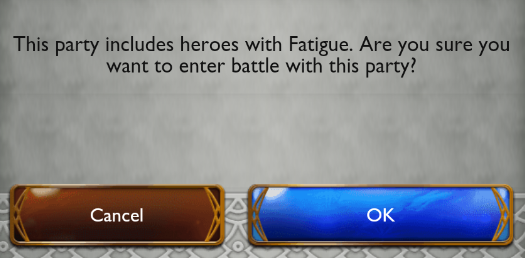 This party includes heroes with Fatigue. Are you sure you
want to enter battle with this party?
Cancel
OK